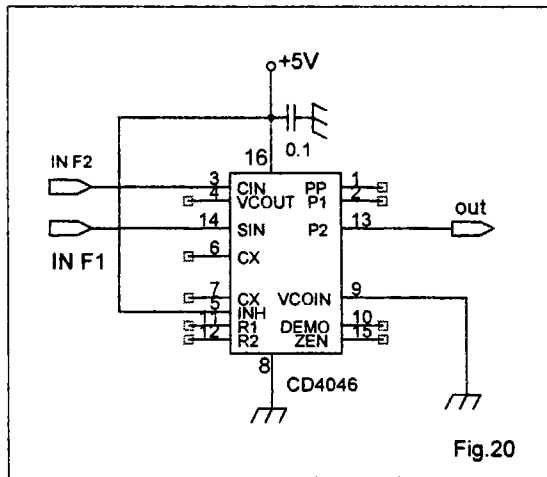 +5V
0.1
16
IN F2
3 CIN PP 1
4 VCOUT P1 2
IN F1
14 SIN P2 13 out
6 CX
7 CX VCOIN 9
5 INH
11 R1 DEMO 10
12 R2 ZEN 15
8
CD4046
Fig.20